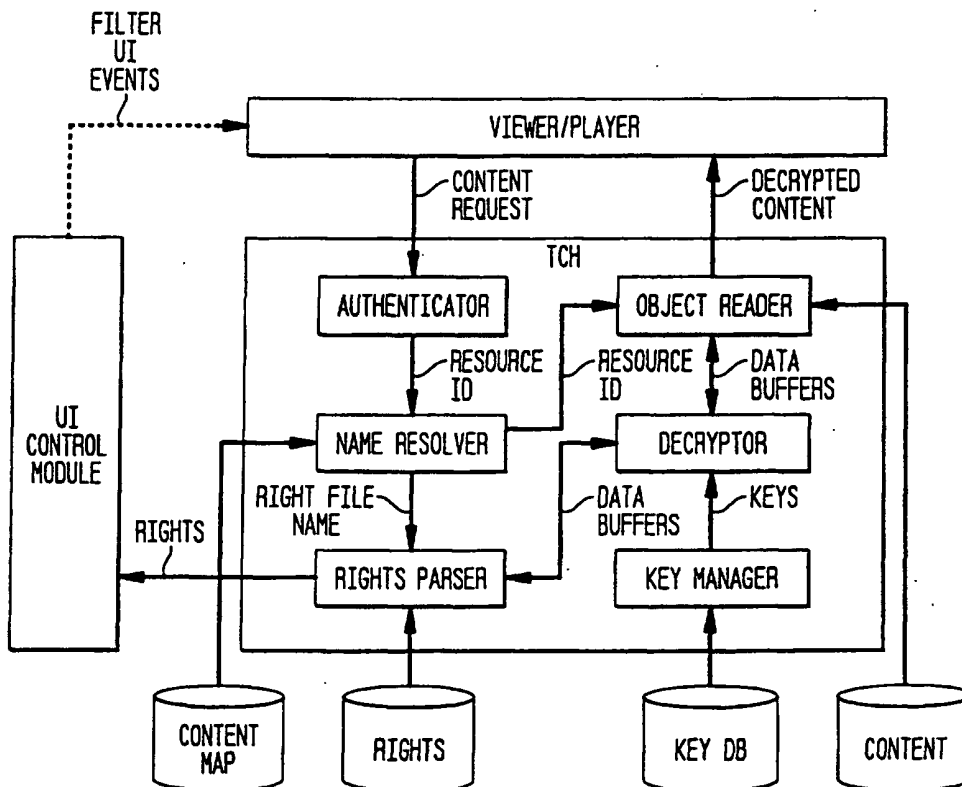 FILTER
UI
EVENTS
VIEWER/PLAYER
CONTENT
REQUEST
DECRYPTED
CONTENT
TCH
AUTHENTICATOR
OBJECT READER
RESOURCE
ID
RESOURCE
ID
DATA
BUFFERS
UI
CONTROL
MODULE
NAME RESOLVER
DECRYPTOR
RIGHT FILE
NAME
DATA
BUFFERS
KEYS
RIGHTS
RIGHTS PARSER
KEY MANAGER
CONTENT
MAP
RIGHTS
KEY DB
CONTENT